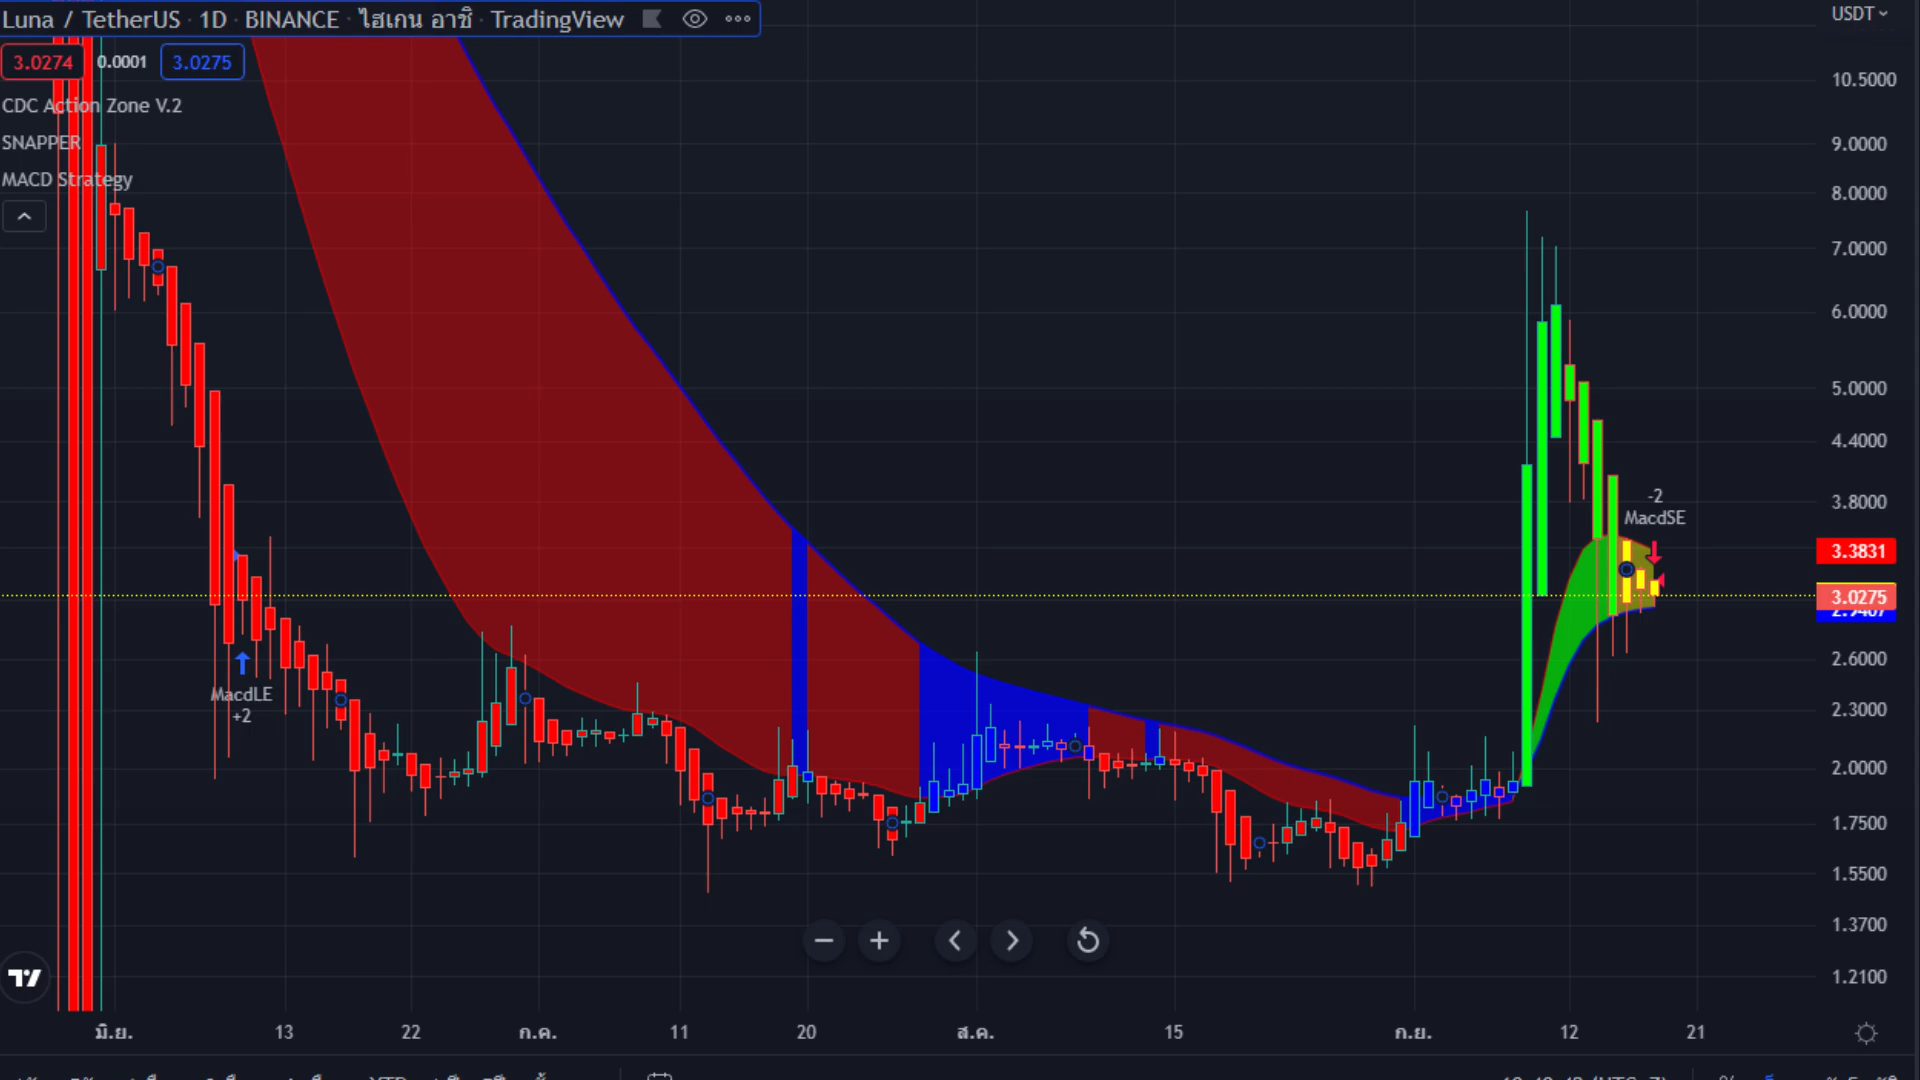 Luna / TetherUS · 1D · BINANCE · ไฮเกน อาชิ · TradingView
USDT
3.0274 0.0001 3.0275
CDC Action Zone V.2
SNAPPER
MACD Strategy
10.5000
9.0000
8.0000
7.0000
6.0000
5.0000
4.4000
3.8000
3.3831
3.0275
2.6000
2.3000
2.0000
1.7500
1.5500
1.3700
1.2100
-2
MacdSE
MacdLE
+2
มิ.ย. 13 22 ก.ค. 11 20 ส.ค. 15 ก.ย. 12 21